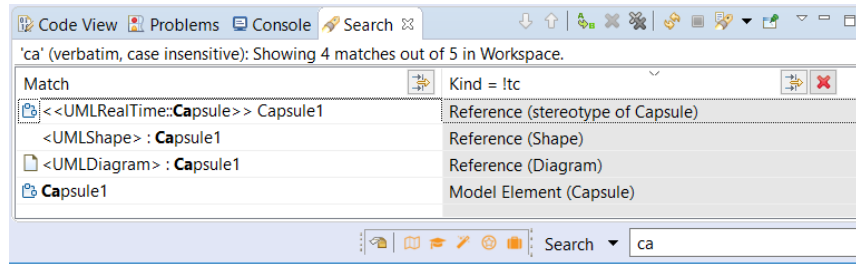 Code View Problems Console Search
'ca' (verbatim, case insensitive): Showing 4 matches out of 5 in Workspace.
Match Kind = !tc
<<UMLRealTime::Capsule>> Capsule1 Reference (stereotype of Capsule)
<UMLShape> : Capsule1 Reference (Shape)
<UMLDiagram> : Capsule1 Reference (Diagram)
Capsule1 Model Element (Capsule)
Search ca